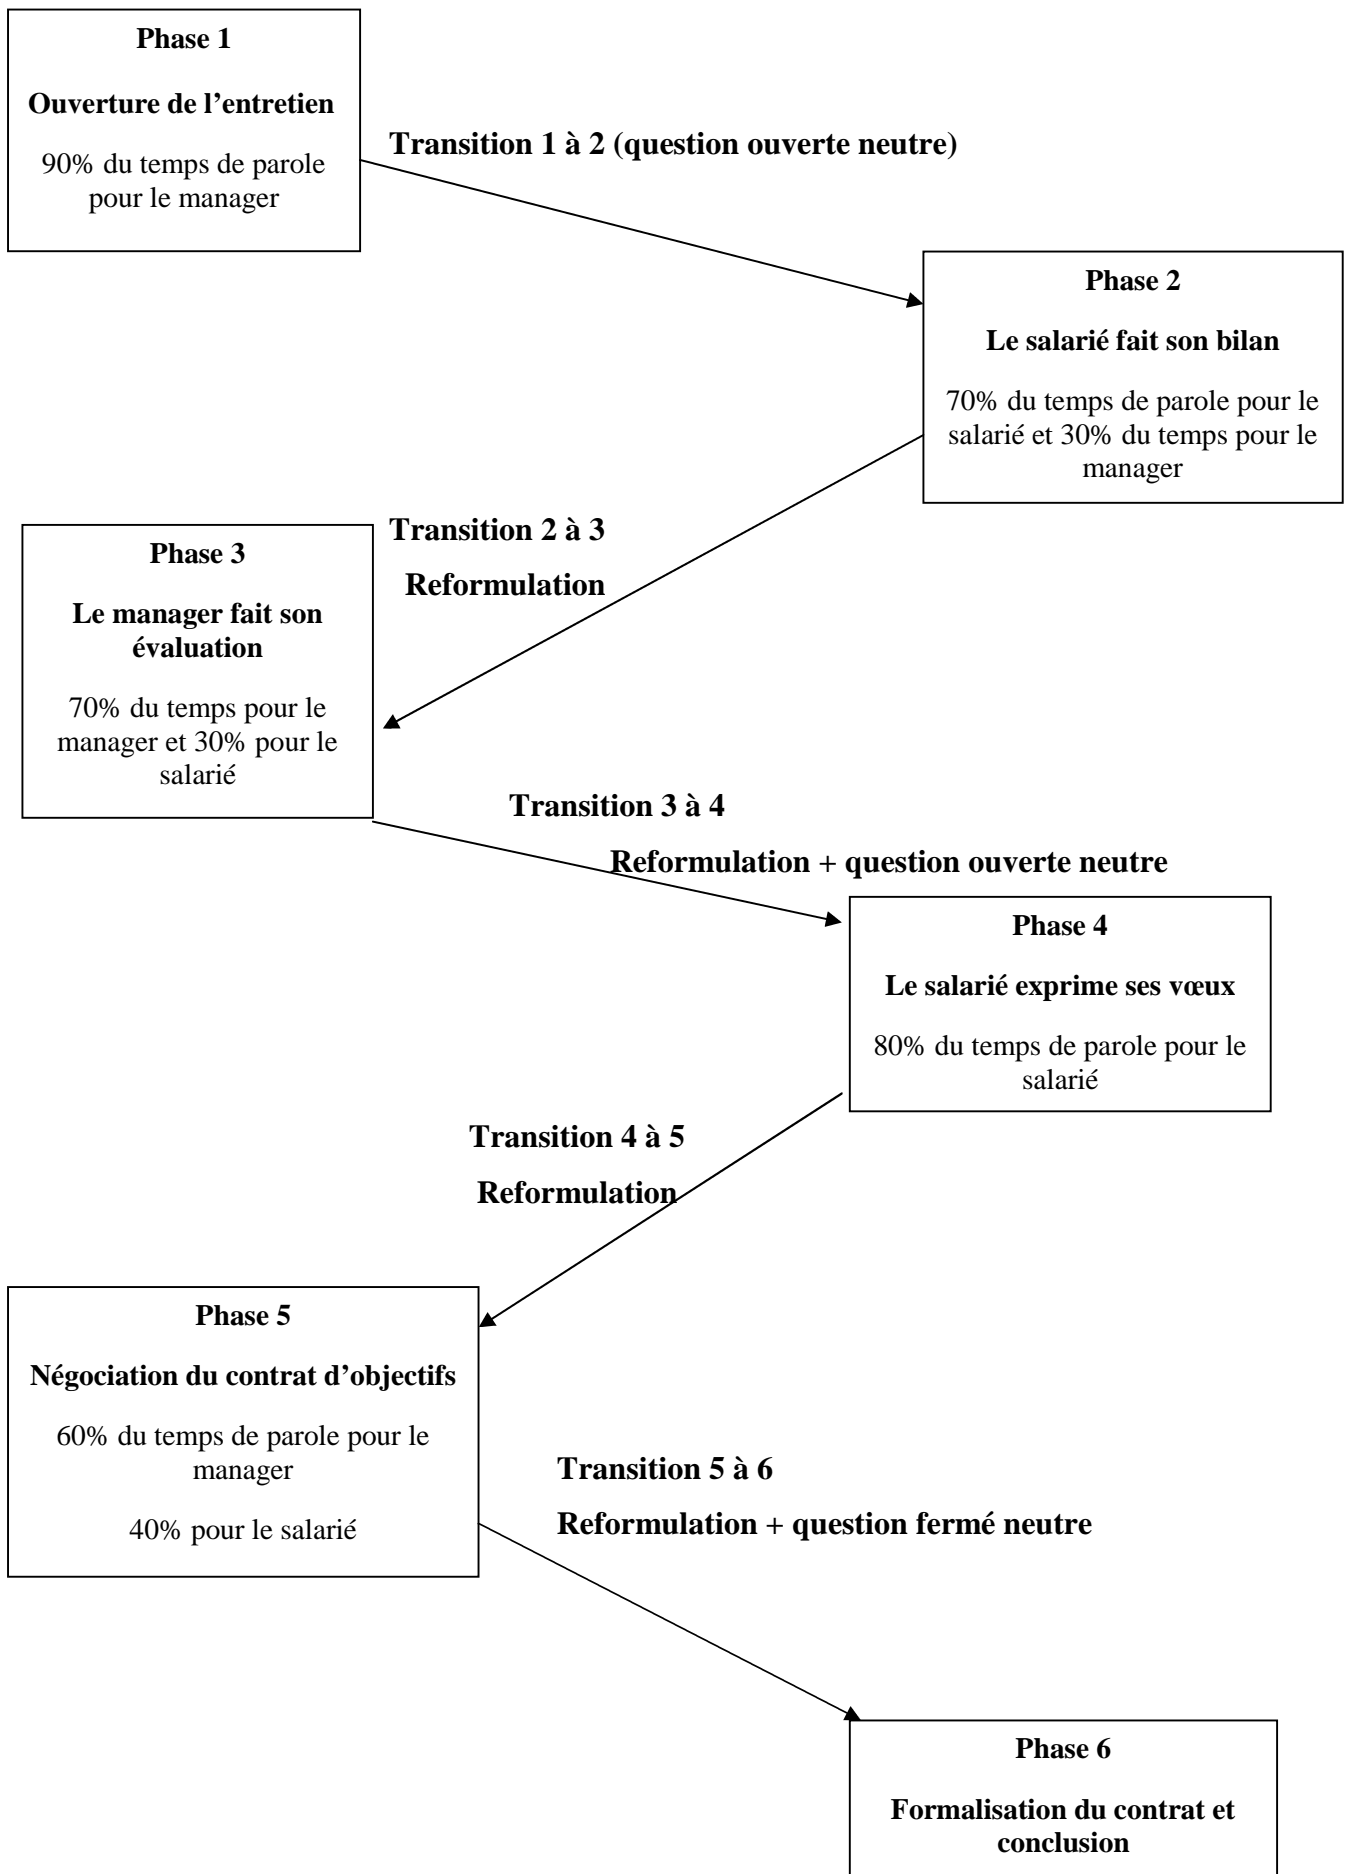 Phase 1
Ouverture de l’entretien
90% du temps de parole
pour le manager
Transition 1 à 2 (question ouverte neutre)
Phase 2
Le salarié fait son bilan
70% du temps de parole pour le
salarié et 30% du temps pour le
manager
Transition 2 à 3
Reformulation
Phase 3
Le manager fait son
évaluation
70% du temps pour le
manager et 30% pour le
salarié
Transition 3 à 4
Reformulation + question ouverte neutre
Phase 4
Le salarié exprime ses vœux
80% du temps de parole pour le
salarié
Transition 4 à 5
Reformulation
Phase 5
Négociation du contrat d’objectifs
60% du temps de parole pour le
manager
40% pour le salarié
Transition 5 à 6
Reformulation + question fermé neutre
Phase 6
Formalisation du contrat et
conclusion